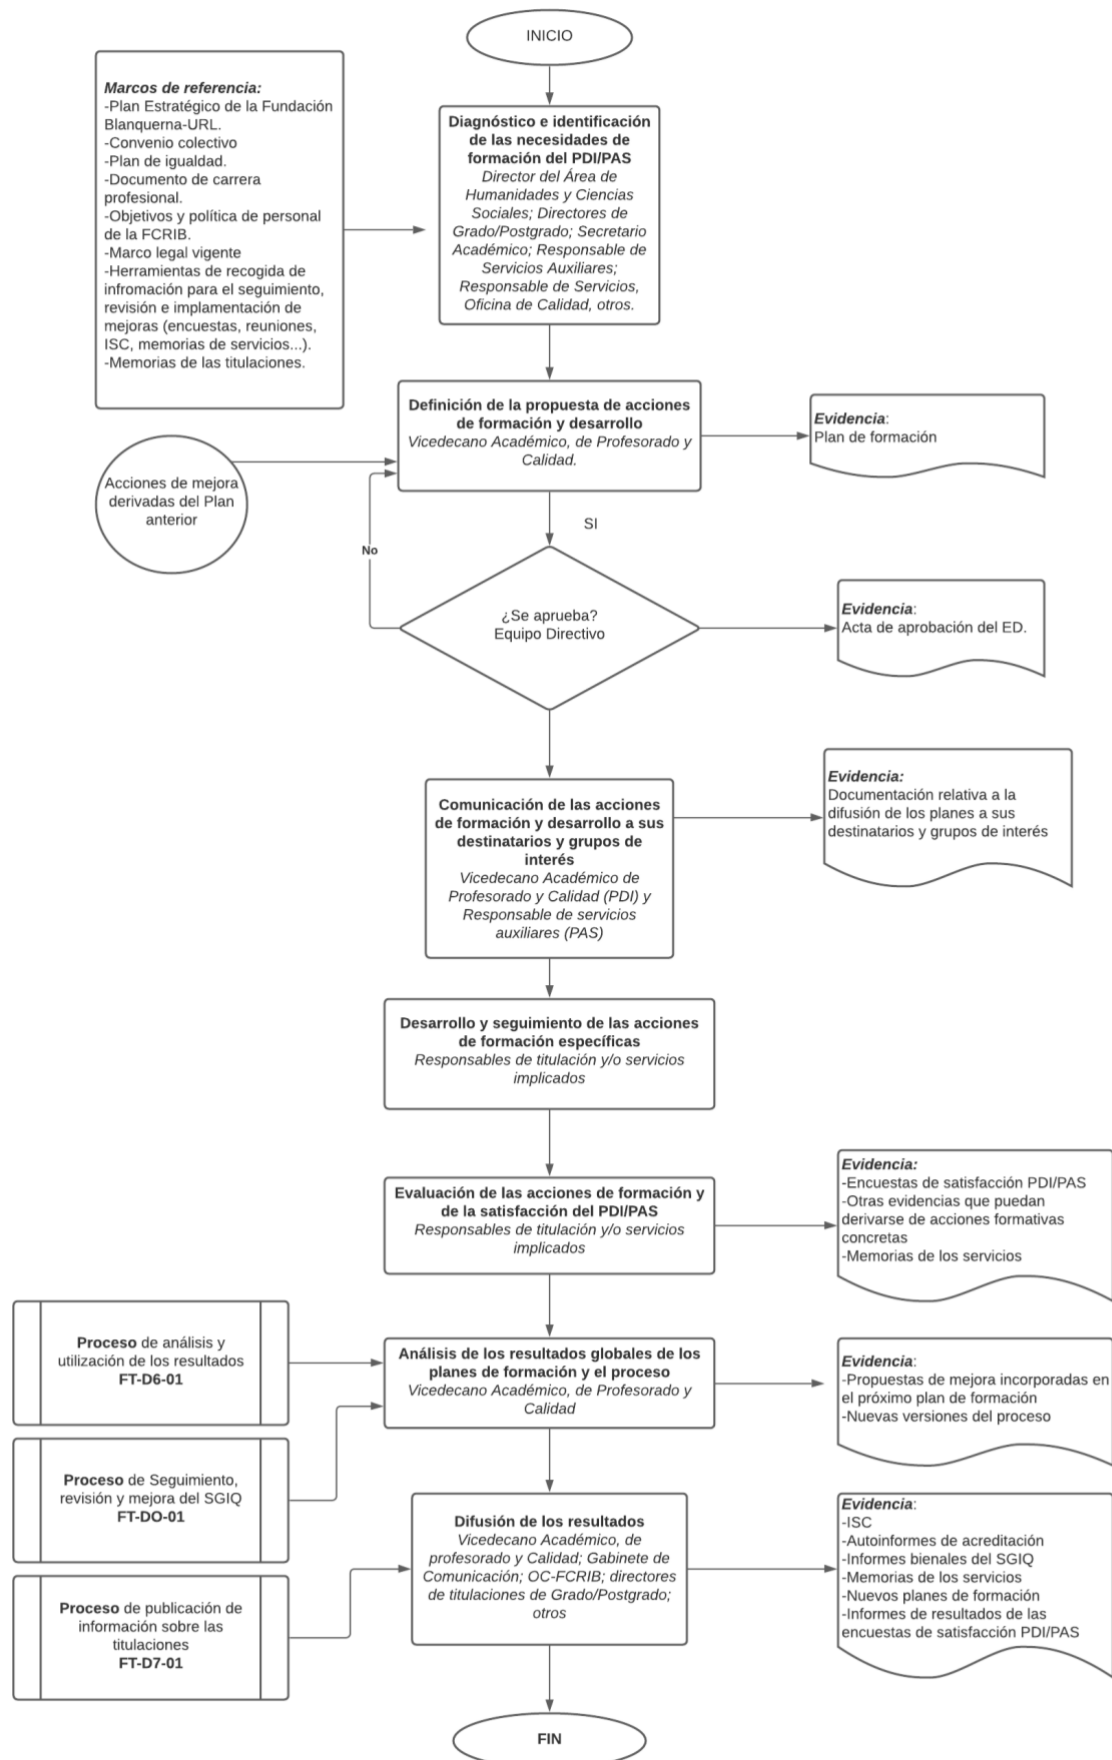 INICIO
Marcos de referencia:
-Plan Estratégico de la Fundación
Blanquerna-URL.
-Convenio colectivo
-Plan de igualdad.
-Documento de carrera
profesional.
-Objetivos y política de personal
de la FCRIB.
-Marco legal vigente
-Herramientas de recogida de
infromación para el seguimiento,
revisión e implamentación de
mejoras (encuestas, reuniones,
ISC, memorias de servicios...).
-Memorias de las titulaciones.
Diagnóstico e identificación
de las necesidades de
formación del PDI/PAS
Director del Área de
Humanidades y Ciencias
Sociales; Directores de
Grado/Postgrado; Secretario
Académico; Responsable de
Servicios Auxiliares;
Responsable de Servicios,
Oficina de Calidad, otros.
Definición de la propuesta de acciones
de formación y desarrollo
Vicedecano Académico, de Profesorado y
Calidad.
Evidencia:
Plan de formación
Acciones de mejora
derivadas del Plan
anterior
SI
No
¿Se aprueba?
Equipo Directivo
Evidencia:
Acta de aprobación del ED.
Comunicación de las acciones
de formación y desarrollo a sus
destinatarios y grupos de
interés
Vicedecano Académico de
Profesorado y Calidad (PDI) y
Responsable de servicios
auxiliares (PAS)
Evidencia:
Documentación relativa a la
difusión de los planes a sus
destinatarios y grupos de interés
Desarrollo y seguimiento de las acciones
de formación específicas
Responsables de titulación y/o servicios
implicados
Evaluación de las acciones de formación y
de la satisfacción del PDI/PAS
Responsables de titulación y/o servicios
implicados
Evidencia:
-Encuestas de satisfacción PDI/PAS
-Otras evidencias que puedan
derivarse de acciones formativas
concretas
-Memorias de los servicios
Proceso de análisis y
utilización de los resultados
FT-D6-01
Análisis de los resultados globales de los
planes de formación y el proceso
Vicedecano Académico, de Profesorado y
Calidad
Evidencia:
-Propuestas de mejora incorporadas en
el próximo plan de formación
-Nuevas versiones del proceso
Proceso de Seguimiento,
revisión y mejora del SGIQ
FT-DO-01
Difusión de los resultados
Vicedecano Académico, de
profesorado y Calidad; Gabinete de
Comunicación; OC-FCRIB; directores
de titulaciones de Grado/Postgrado;
otros
Evidencia:
-ISC
-Autoinformes de acreditación
-Informes bienales del SGIQ
-Memorias de los servicios
-Nuevos planes de formación
-Informes de resultados de las
encuestas de satisfacción PDI/PAS
Proceso de publicación de
información sobre las
titulaciones
FT-D7-01
FIN